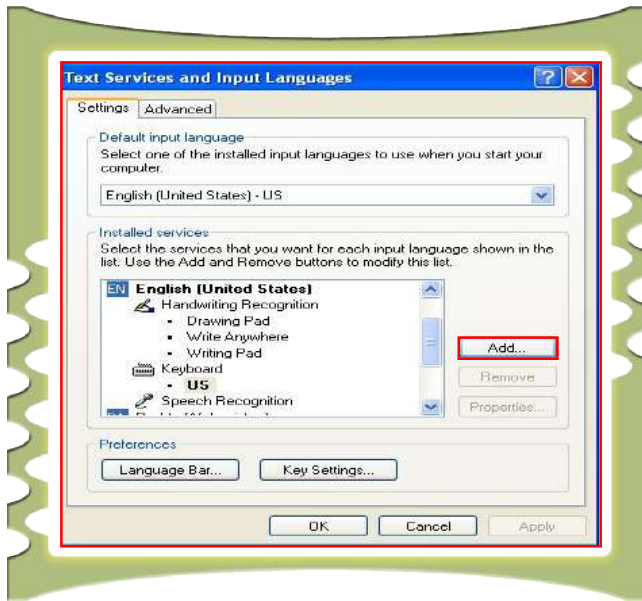 Text Services and Input Languages
Settings
Advanced
Default input language
Select one of the installed input languages to use when you start your
computer.
English (United States) - US
Installed services
Select the services that you want for each input language shown in the
list. Use the Add and Remove buttons to modify this list.
EN English (United States)
Handwriting Recognition
• Drawing Pad
• Write Anywhere
• Writing Pad
Keyboard
• US
Speech Recognition
Add...
Remove
Properties...
Preferences
Language Bar...
Key Settings...
OK
Cancel
Apply